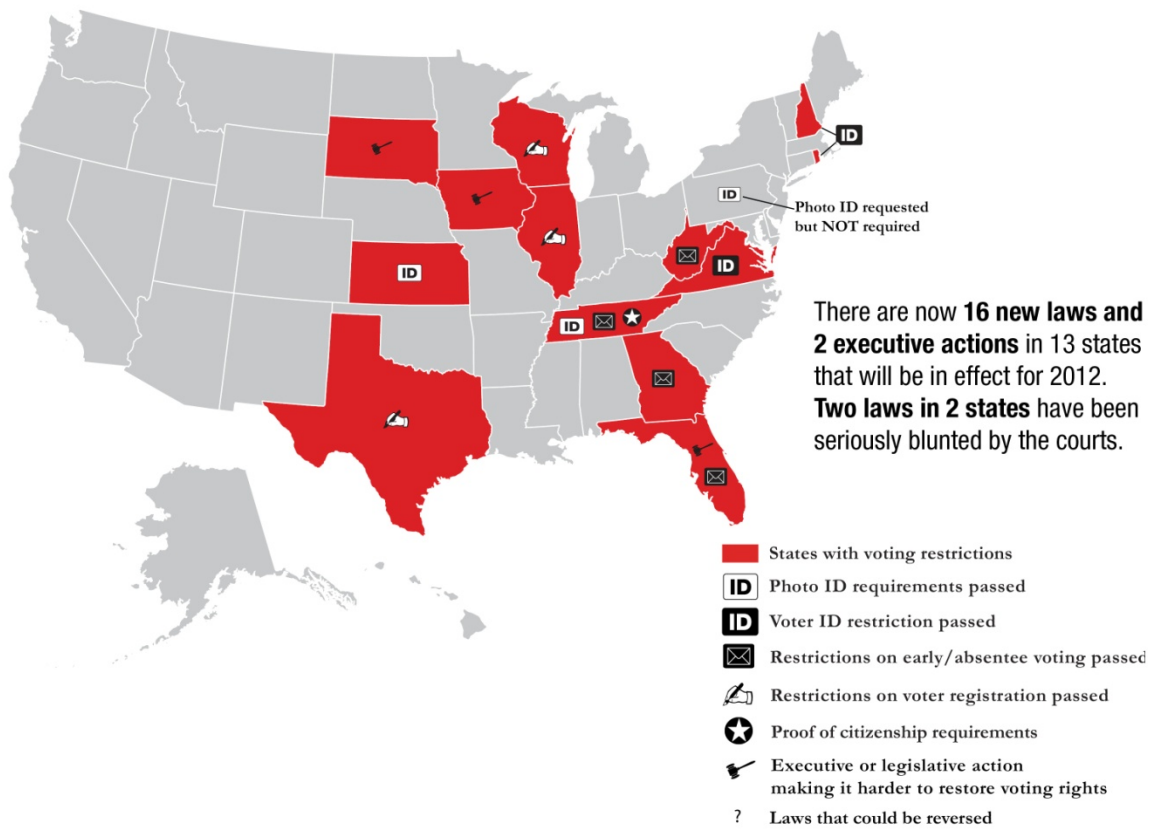 ID
ID
Photo ID requested
but NOT required
ID
ID
ID
There are now 16 new laws and
2 executive actions in 13 states
that will be in effect for 2012.
Two laws in 2 states have been
seriously blunted by the courts.
States with voting restrictions
ID Photo ID requirements passed
ID Voter ID restriction passed
Restrictions on early/absentee voting passed
Restrictions on voter registration passed
Proof of citizenship requirements
Executive or legislative action
making it harder to restore voting rights
? Laws that could be reversed